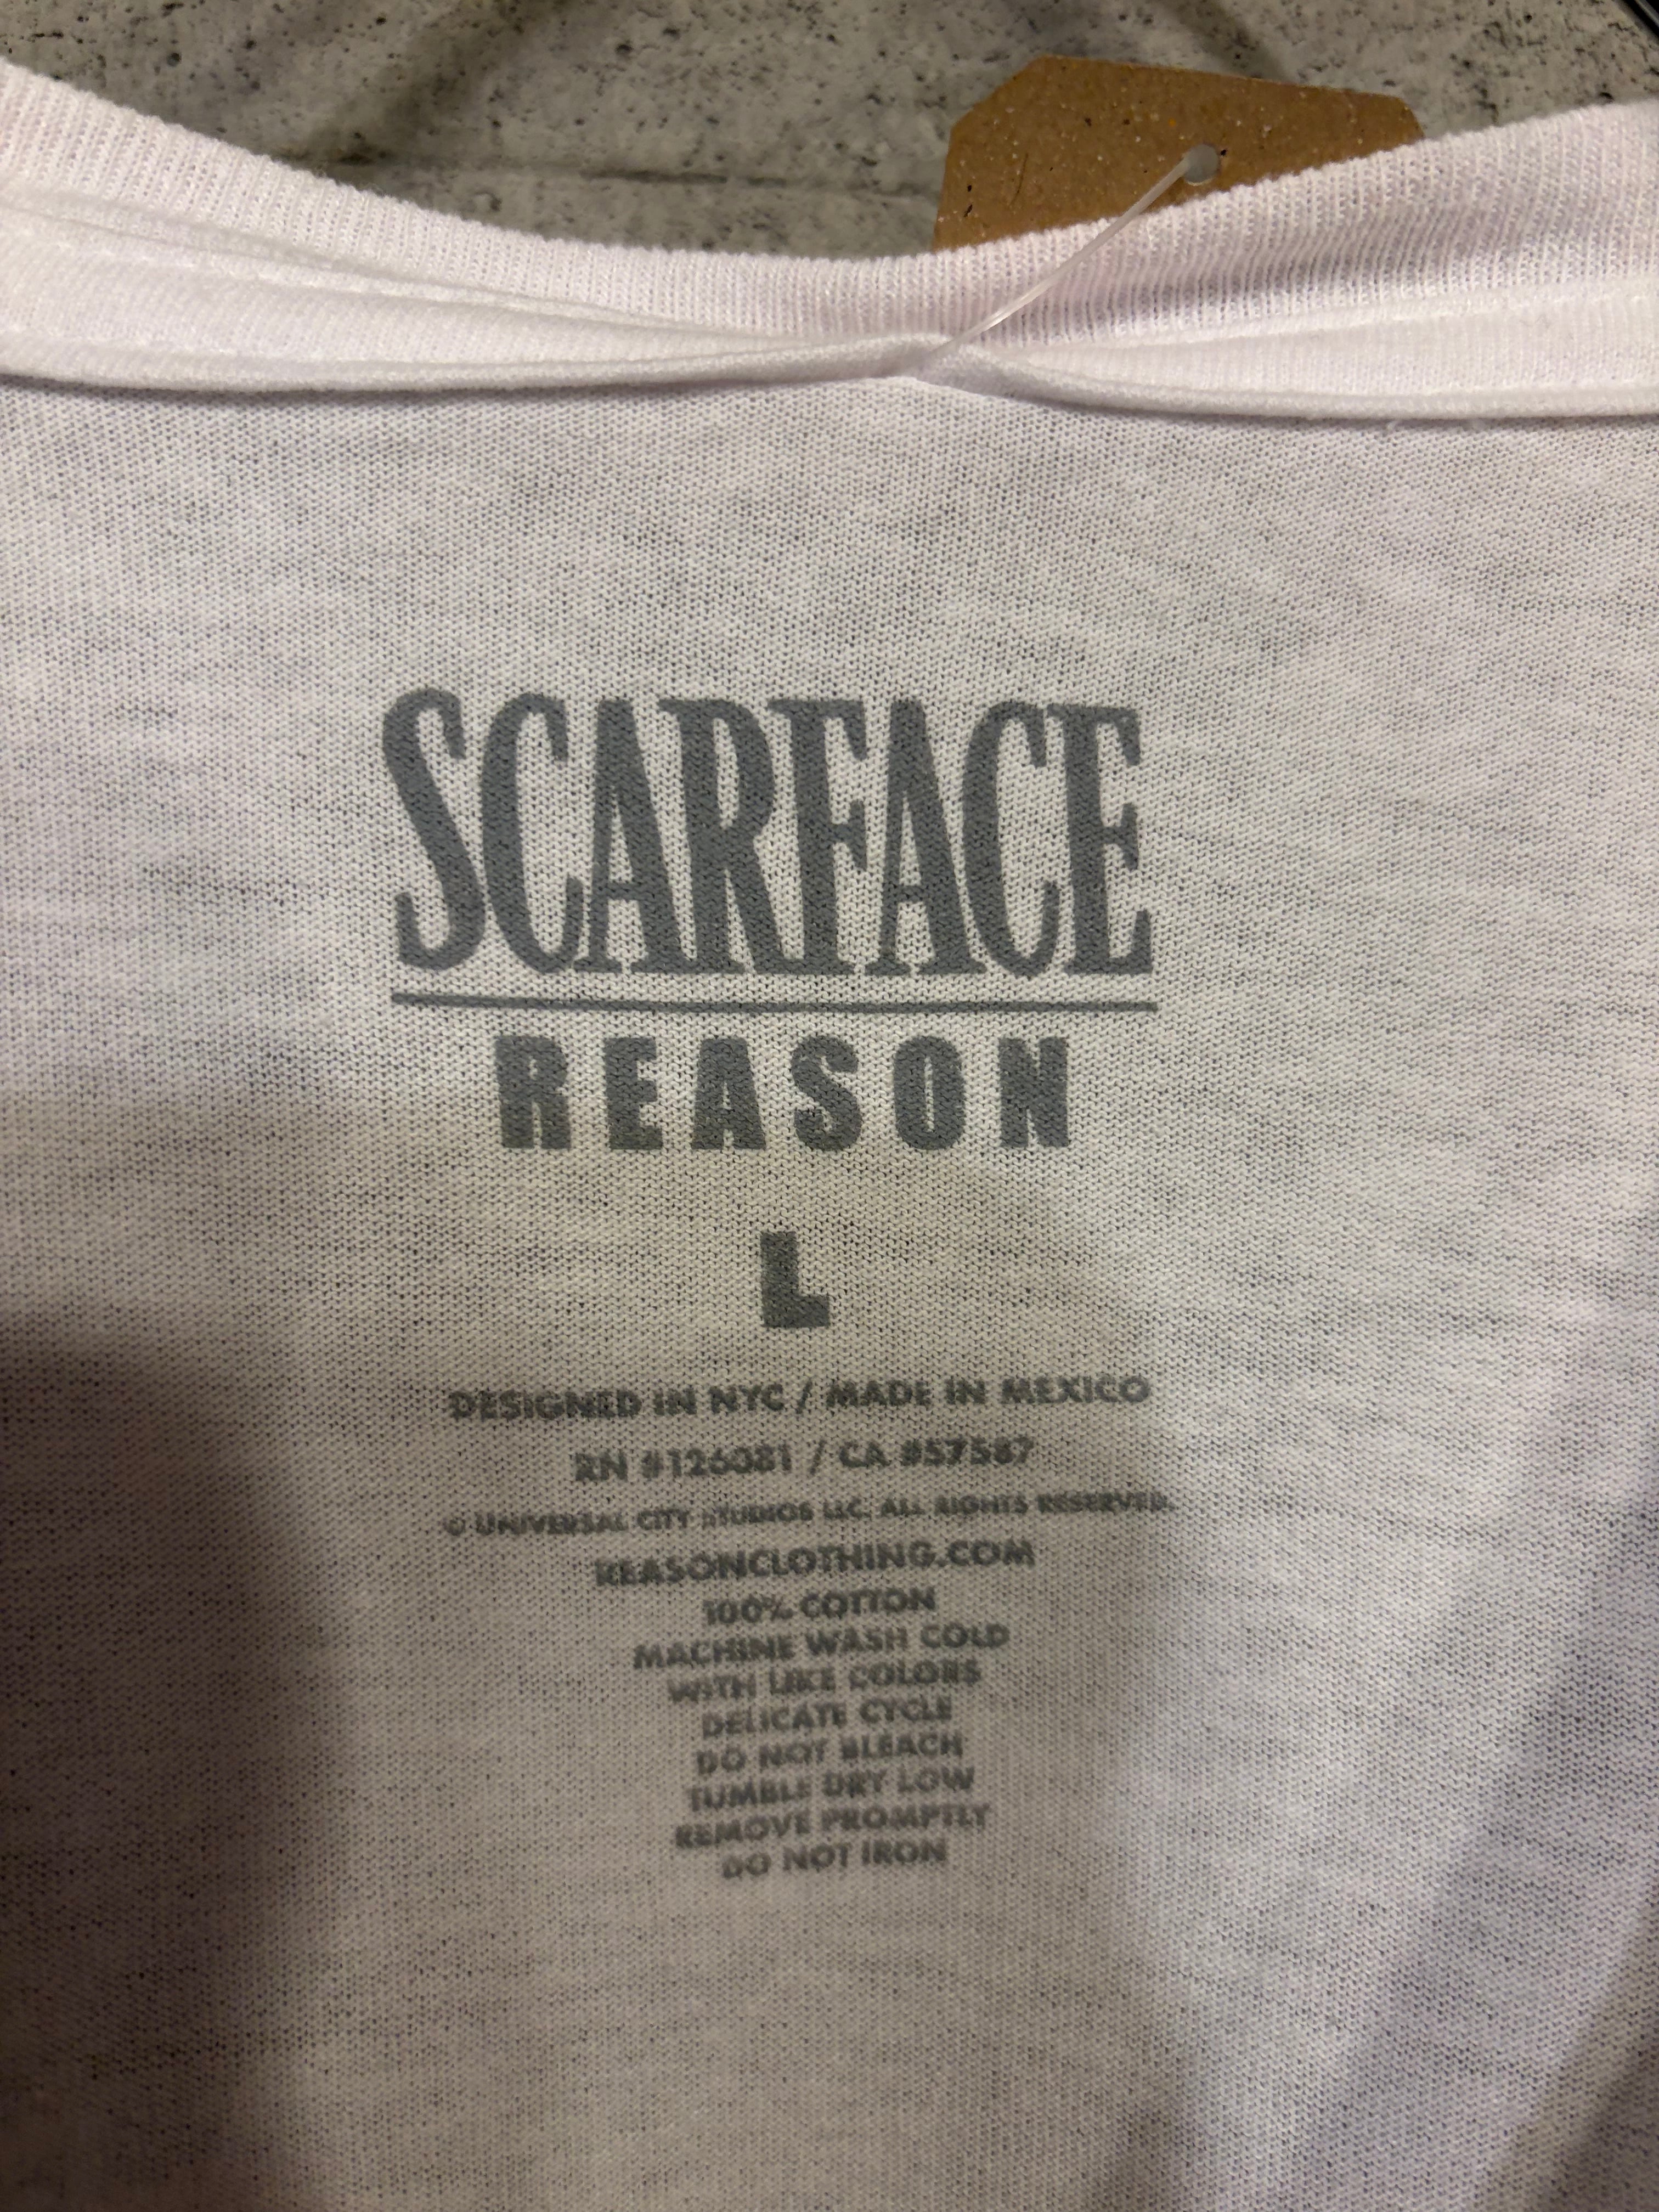 SCARFACE
REASON
L
DESIGNED IN NYC / MADE IN MEXICO
RN #126081 / CA #57587
© UNIVERSAL CITY STUDIOS LLC. ALL RIGHTS RESERVED.
REASONCLOTHING.COM
100% COTTON
MACHINE WASH COLD
WITH LIKE COLORS
DELICATE CYCLE
DO NOT BLEACH
TUMBLE DRY LOW
REMOVE PROMPTLY
DO NOT IRON